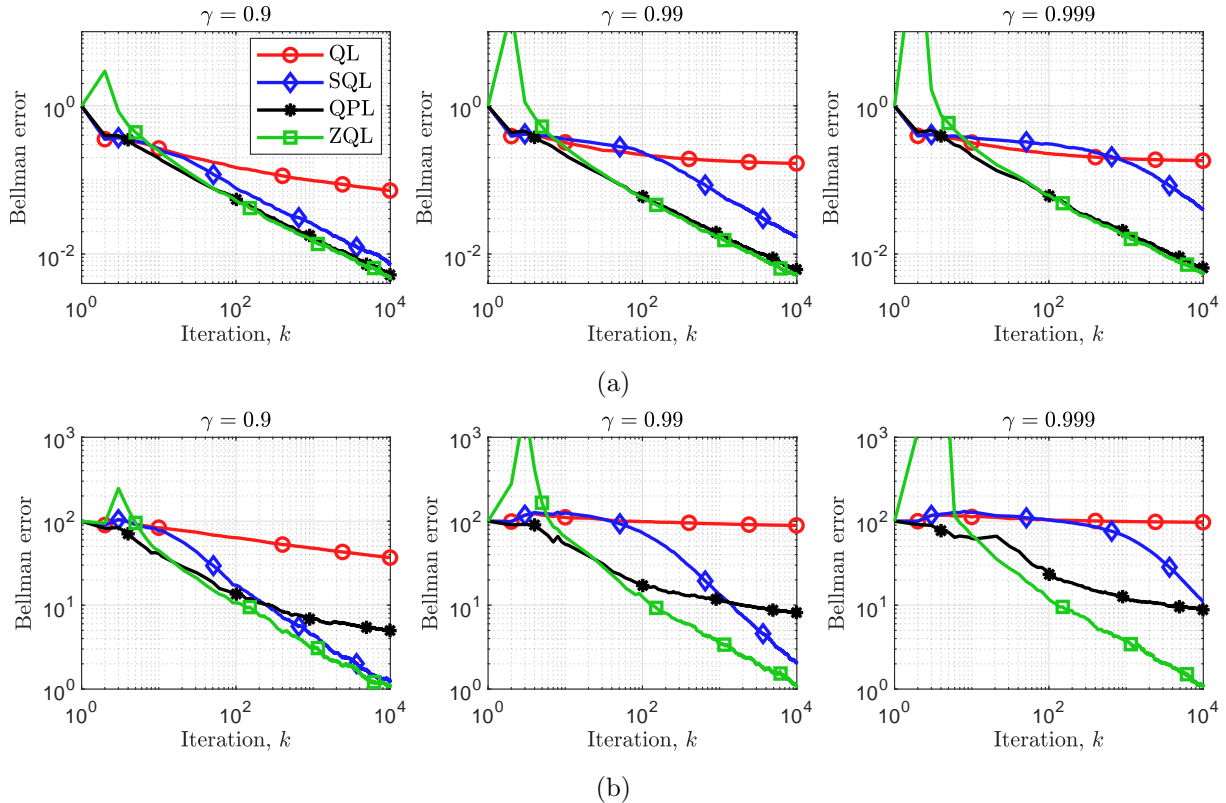 γ = 0.9
γ = 0.99
γ = 0.999
QL
SQL
QPL
ZQL
Bellman error
Bellman error
Bellman error
10^0
10^-2
10^0
10^-2
10^0
10^-2
10^0
10^2
10^4
10^0
10^2
10^4
10^0
10^2
10^4
Iteration, k
Iteration, k
Iteration, k
(a)
γ = 0.9
γ = 0.99
γ = 0.999
Bellman error
Bellman error
Bellman error
10^3
10^2
10^1
10^0
10^3
10^2
10^1
10^0
10^3
10^2
10^1
10^0
10^0
10^2
10^4
10^0
10^2
10^4
10^0
10^2
10^4
Iteration, k
Iteration, k
Iteration, k
(b)